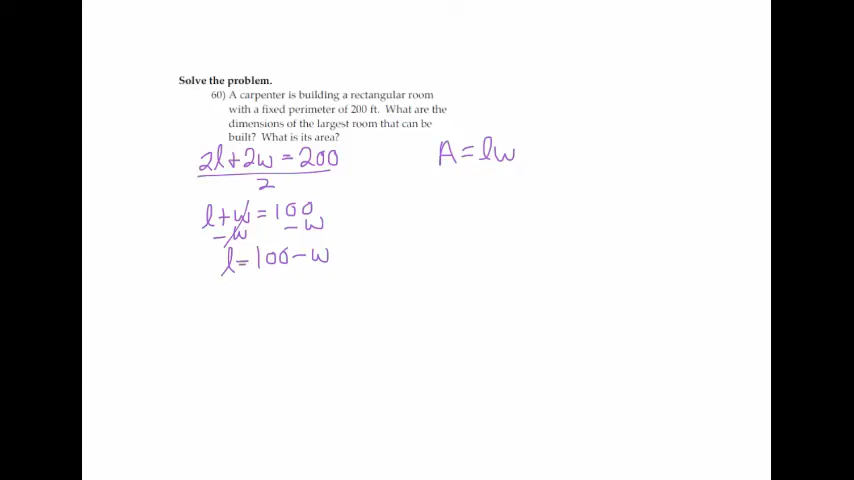 Solve the problem.
60) A carpenter is building a rectangular room
with a fixed perimeter of 200 ft. What are the
dimensions of the largest room that can be
built? What is its area?
2l+2w=200
2
A=lw
l+w=100
-w -w
l=100-w